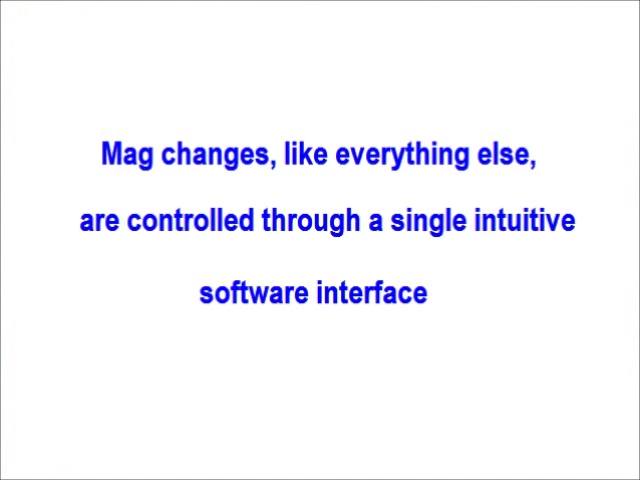 Mag changes, like everything else,
are controlled through a single intuitive
software interface